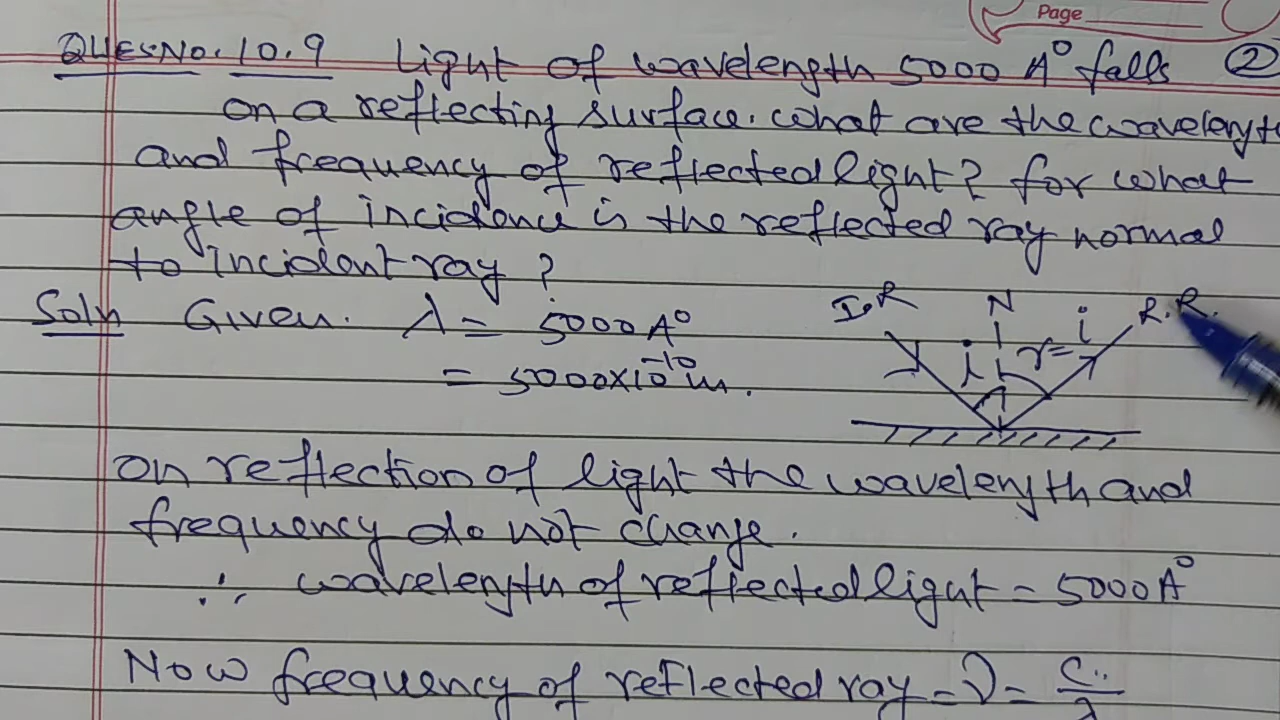 Page
QUES.NO. 10.9 Light of wavelength 5000 A° falls ②
on a reflecting surface. What are the wavelengt
and frequency of reflected light? for what
angle of incidence is the reflected ray normal
to incident ray?
Soln Given. λ = 5000 A°
= 5000×10⁻¹⁰ m.
I.R N i R.R.
i r=
on reflection of light the wavelength and
frequency do not change.
∴ wavelength of reflected light = 5000 A°
Now frequency of reflected ray = ν = c/λ